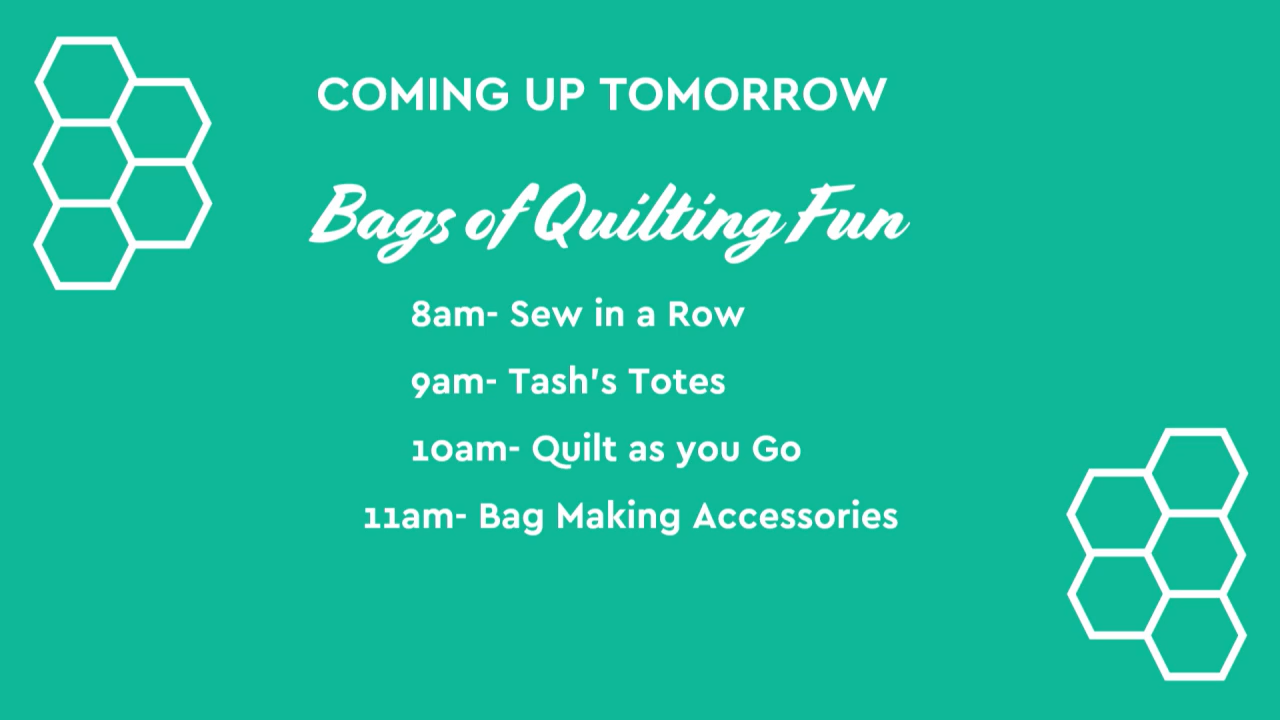 COMING UP TOMORROW
Bags of Quilting Fun
8am- Sew in a Row
9am- Tash's Totes
10am- Quilt as you Go
11am- Bag Making Accessories